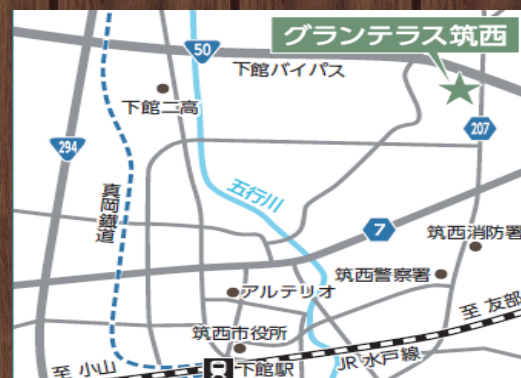 グランテラス筑西
50
下館バイパス
下館二高
207
294
真岡鐵道
五行川
7
筑西消防署
筑西警察署
アルテリオ
至 友部
筑西市役所
JR 水戸線
至 小山
下館駅